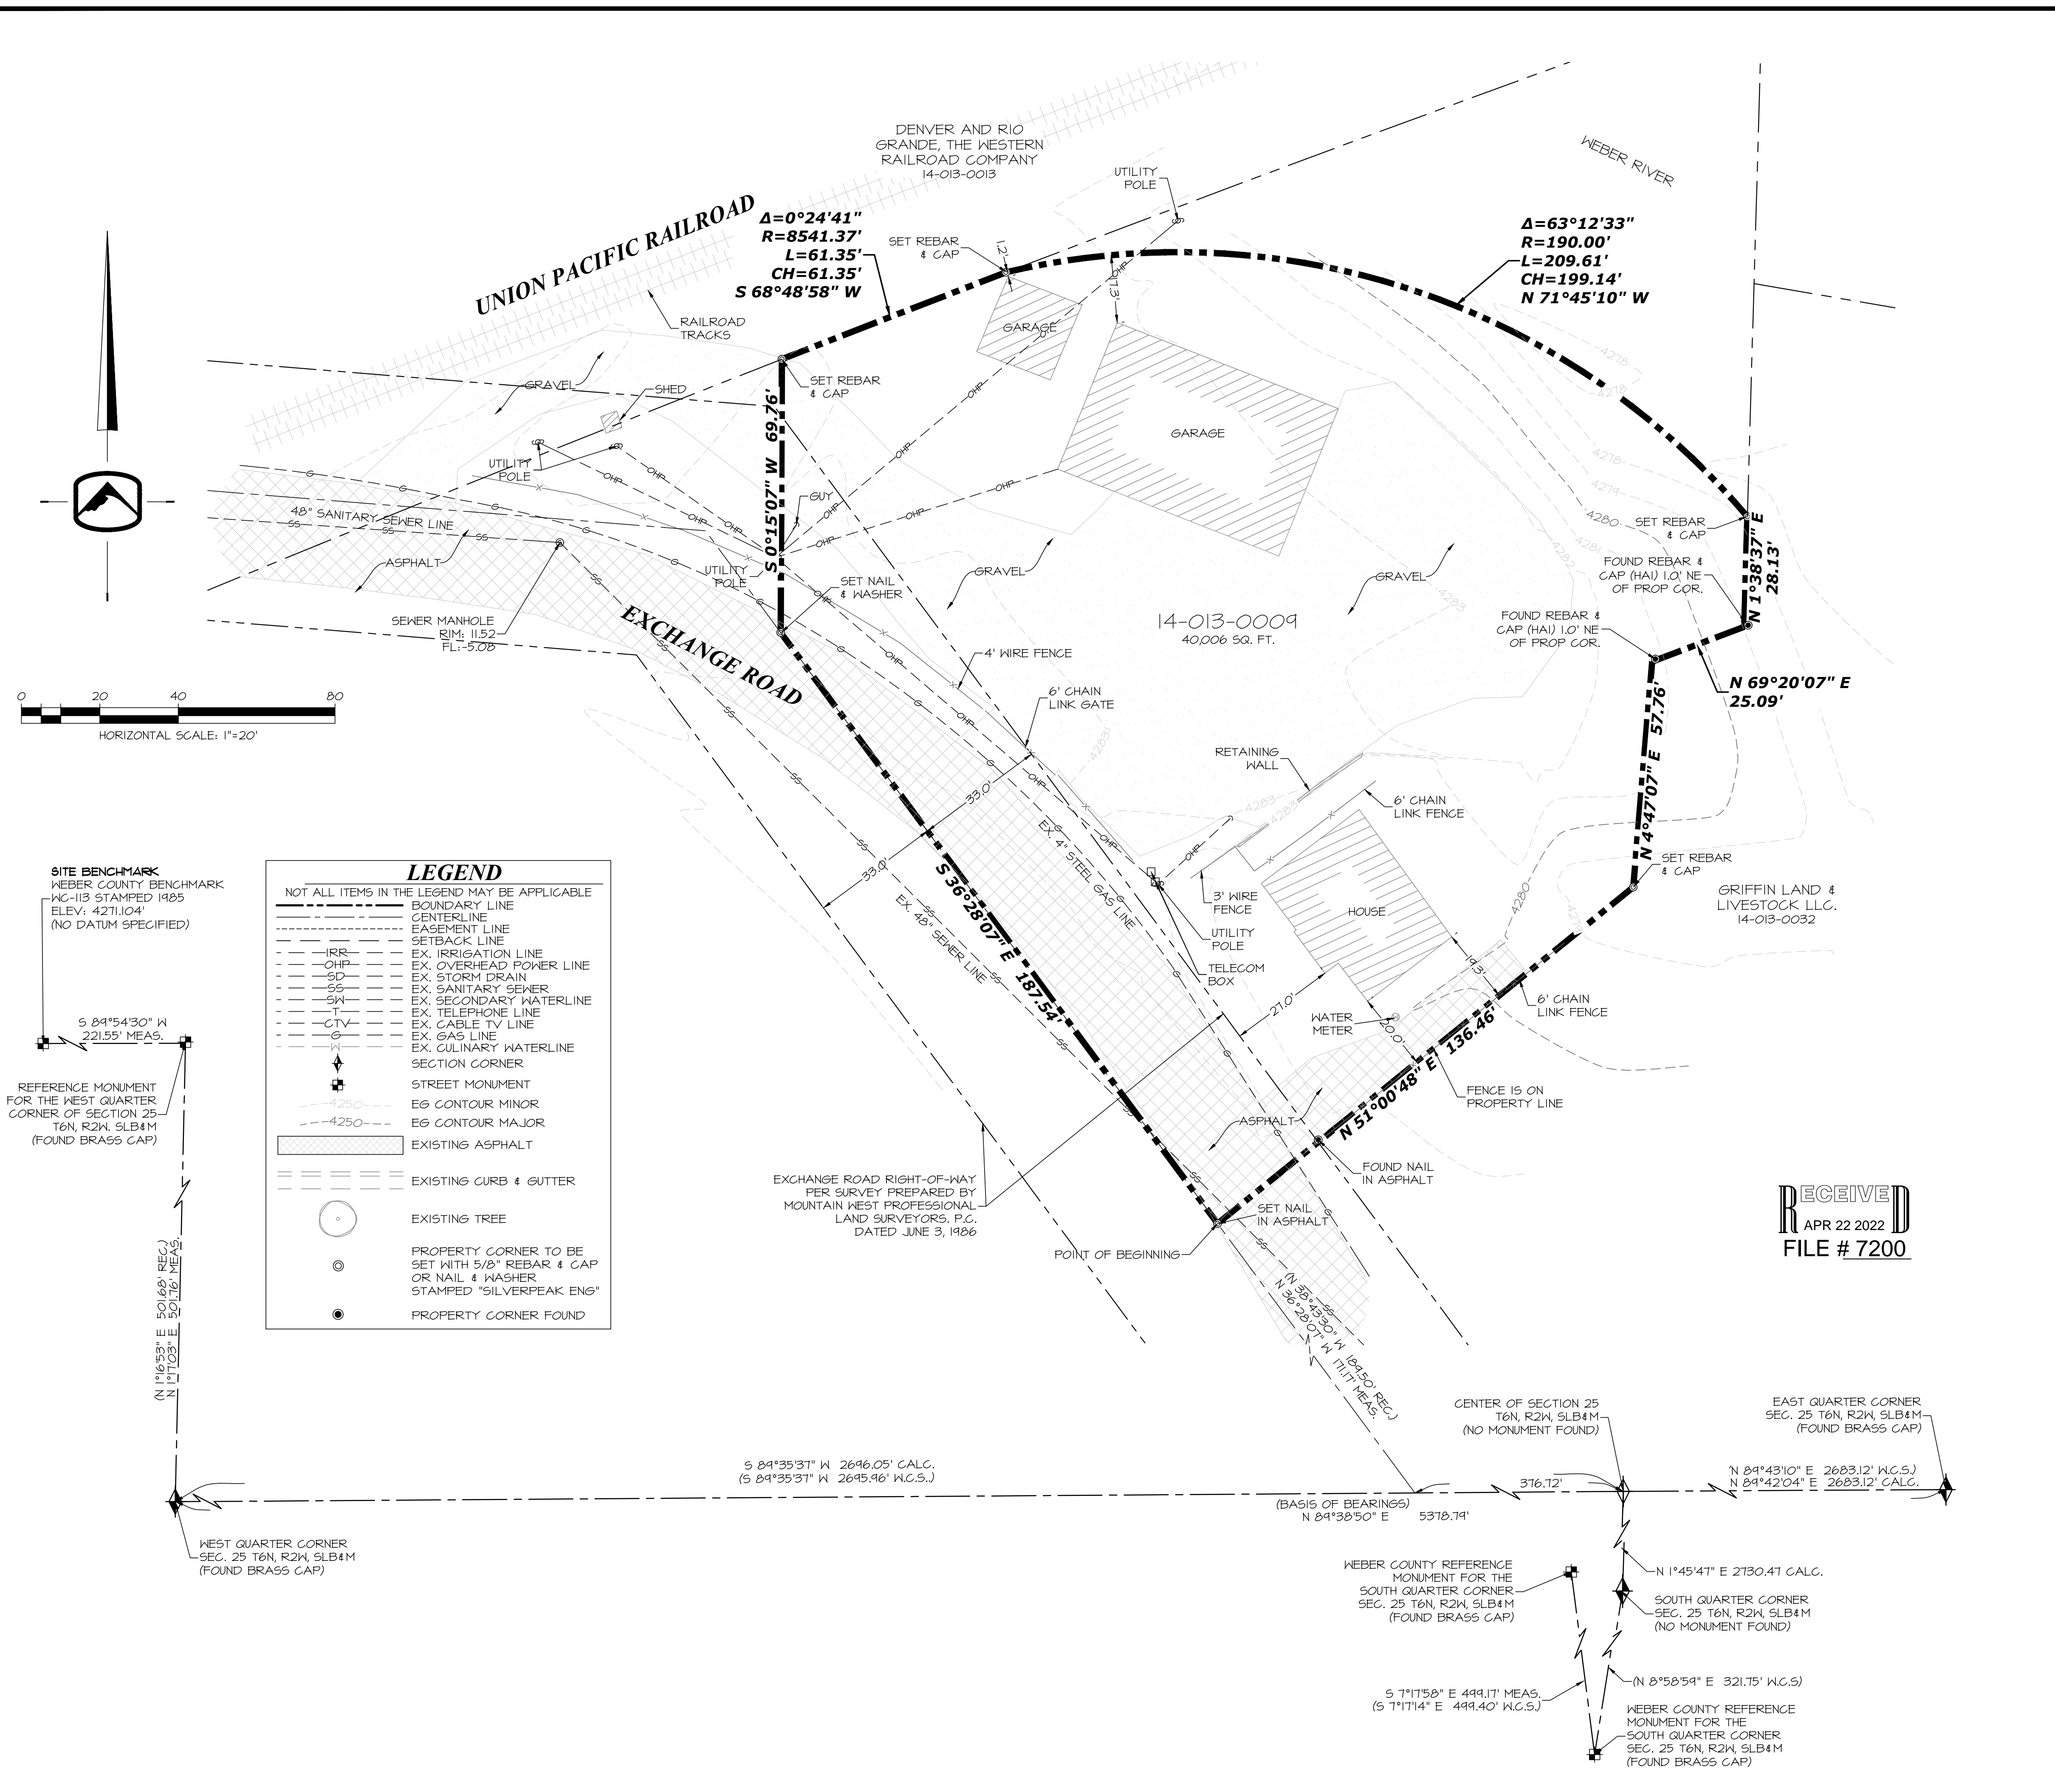 DENVER AND RIO
GRANDE, THE WESTERN
RAILROAD COMPANY
14-013-0013
WEBER RIVER
UTILITY
POLE
UNION PACIFIC RAILROAD
Δ=0°24'41"
R=8541.37'
L=61.35'
CH=61.35'
S 68°48'58" W
SET REBAR
& CAP
1.2'
17.3'
Δ=63°12'33"
R=190.00'
L=209.61'
CH=199.14'
N 71°45'10" W
RAILROAD
TRACKS
GARAGE
GARAGE
GRAVEL
SHED
SET REBAR
& CAP
S 0°15'07" W 69.76'
UTILITY
POLE
GUY
48" SANITARY SEWER LINE
ASPHALT
UTILITY
POLE
SET NAIL
& WASHER
SEWER MANHOLE
RIM: 11.52
FL:-5.08
EXCHANGE ROAD
GRAVEL
GRAVEL
14-013-0009
40,006 SQ. FT.
4278
4278
4279
4280
4282
4283
SET REBAR
& CAP
FOUND REBAR &
CAP (HAI) 1.0' NE
OF PROP COR.
N 1°38'37" E
28.13'
FOUND REBAR &
CAP (HAI) 1.0' NE
OF PROP COR.
N 69°20'07" E
25.09'
4' WIRE FENCE
6' CHAIN
LINK GATE
0 20 40 80
HORIZONTAL SCALE: 1"=20'
RETAINING
WALL
4283
4283
4283
6' CHAIN
LINK FENCE
N 4°47'07" E 57.76'
SET REBAR
& CAP
GRIFFIN LAND &
LIVESTOCK LLC.
14-013-0032
33.0'
33.0'
EX. 4" STEEL GAS LINE
EX. 48" SEWER LINE
S 36°28'07" E 187.54'
3' WIRE
FENCE
UTILITY
POLE
TELECOM
BOX
HOUSE
4280
19.3'
27.0'
20.0'
WATER
METER
6' CHAIN
LINK FENCE
N 51°00'48" E 136.46'
FENCE IS ON
PROPERTY LINE
ASPHALT
FOUND NAIL
IN ASPHALT
SET NAIL
IN ASPHALT
POINT OF BEGINNING
EXCHANGE ROAD RIGHT-OF-WAY
PER SURVEY PREPARED BY
MOUNTAIN WEST PROFESSIONAL
LAND SURVEYORS. P.C.
DATED JUNE 3, 1986
SITE BENCHMARK
WEBER COUNTY BENCHMARK
WC-113 STAMPED 1985
ELEV: 4271.104'
(NO DATUM SPECIFIED)
S 89°54'30" W
221.55' MEAS.
REFERENCE MONUMENT
FOR THE WEST QUARTER
CORNER OF SECTION 25
T6N, R2W. SLB&M
(FOUND BRASS CAP)
LEGEND
NOT ALL ITEMS IN THE LEGEND MAY BE APPLICABLE
BOUNDARY LINE
CENTERLINE
EASEMENT LINE
SETBACK LINE
IRR EX. IRRIGATION LINE
OHP EX. OVERHEAD POWER LINE
SD EX. STORM DRAIN
SS EX. SANITARY SEWER
SW EX. SECONDARY WATERLINE
T EX. TELEPHONE LINE
CTV EX. CABLE TV LINE
G EX. GAS LINE
W EX. CULINARY WATERLINE
SECTION CORNER
STREET MONUMENT
4250 EG CONTOUR MINOR
4250 EG CONTOUR MAJOR
EXISTING ASPHALT
EXISTING CURB & GUTTER
EXISTING TREE
PROPERTY CORNER TO BE
SET WITH 5/8" REBAR & CAP
OR NAIL & WASHER
STAMPED "SILVERPEAK ENG"
PROPERTY CORNER FOUND
RECEIVED
APR 22 2022
FILE # 7200
(N 1°16'53" E 501.68' REC.)
N 1°17'03" E 501.76' MEAS.
(N 38°43'30" W 189.50' REC.)
N 36°28'07" W 171.17' MEAS.
S 89°35'37" W 2696.05' CALC.
(S 89°35'37" W 2695.96' W.C.S..)
CENTER OF SECTION 25
T6N, R2W, SLB&M
(NO MONUMENT FOUND)
EAST QUARTER CORNER
SEC. 25 T6N, R2W, SLB&M
(FOUND BRASS CAP)
376.72'
(N 89°43'10" E 2683.12' W.C.S.)
N 89°42'04" E 2683.12' CALC.
(BASIS OF BEARINGS)
N 89°38'50" E 5378.79'
WEST QUARTER CORNER
SEC. 25 T6N, R2W, SLB&M
(FOUND BRASS CAP)
WEBER COUNTY REFERENCE
MONUMENT FOR THE
SOUTH QUARTER CORNER
SEC. 25 T6N, R2W, SLB&M
(FOUND BRASS CAP)
N 1°45'47" E 2730.47 CALC.
SOUTH QUARTER CORNER
SEC. 25 T6N, R2W, SLB&M
(NO MONUMENT FOUND)
S 7°17'58" E 499.17' MEAS.
(S 7°17'14" E 499.40' W.C.S.)
(N 8°58'59" E 321.75' W.C.S)
WEBER COUNTY REFERENCE
MONUMENT FOR THE
SOUTH QUARTER CORNER
SEC. 25 T6N, R2W, SLB&M
(FOUND BRASS CAP)